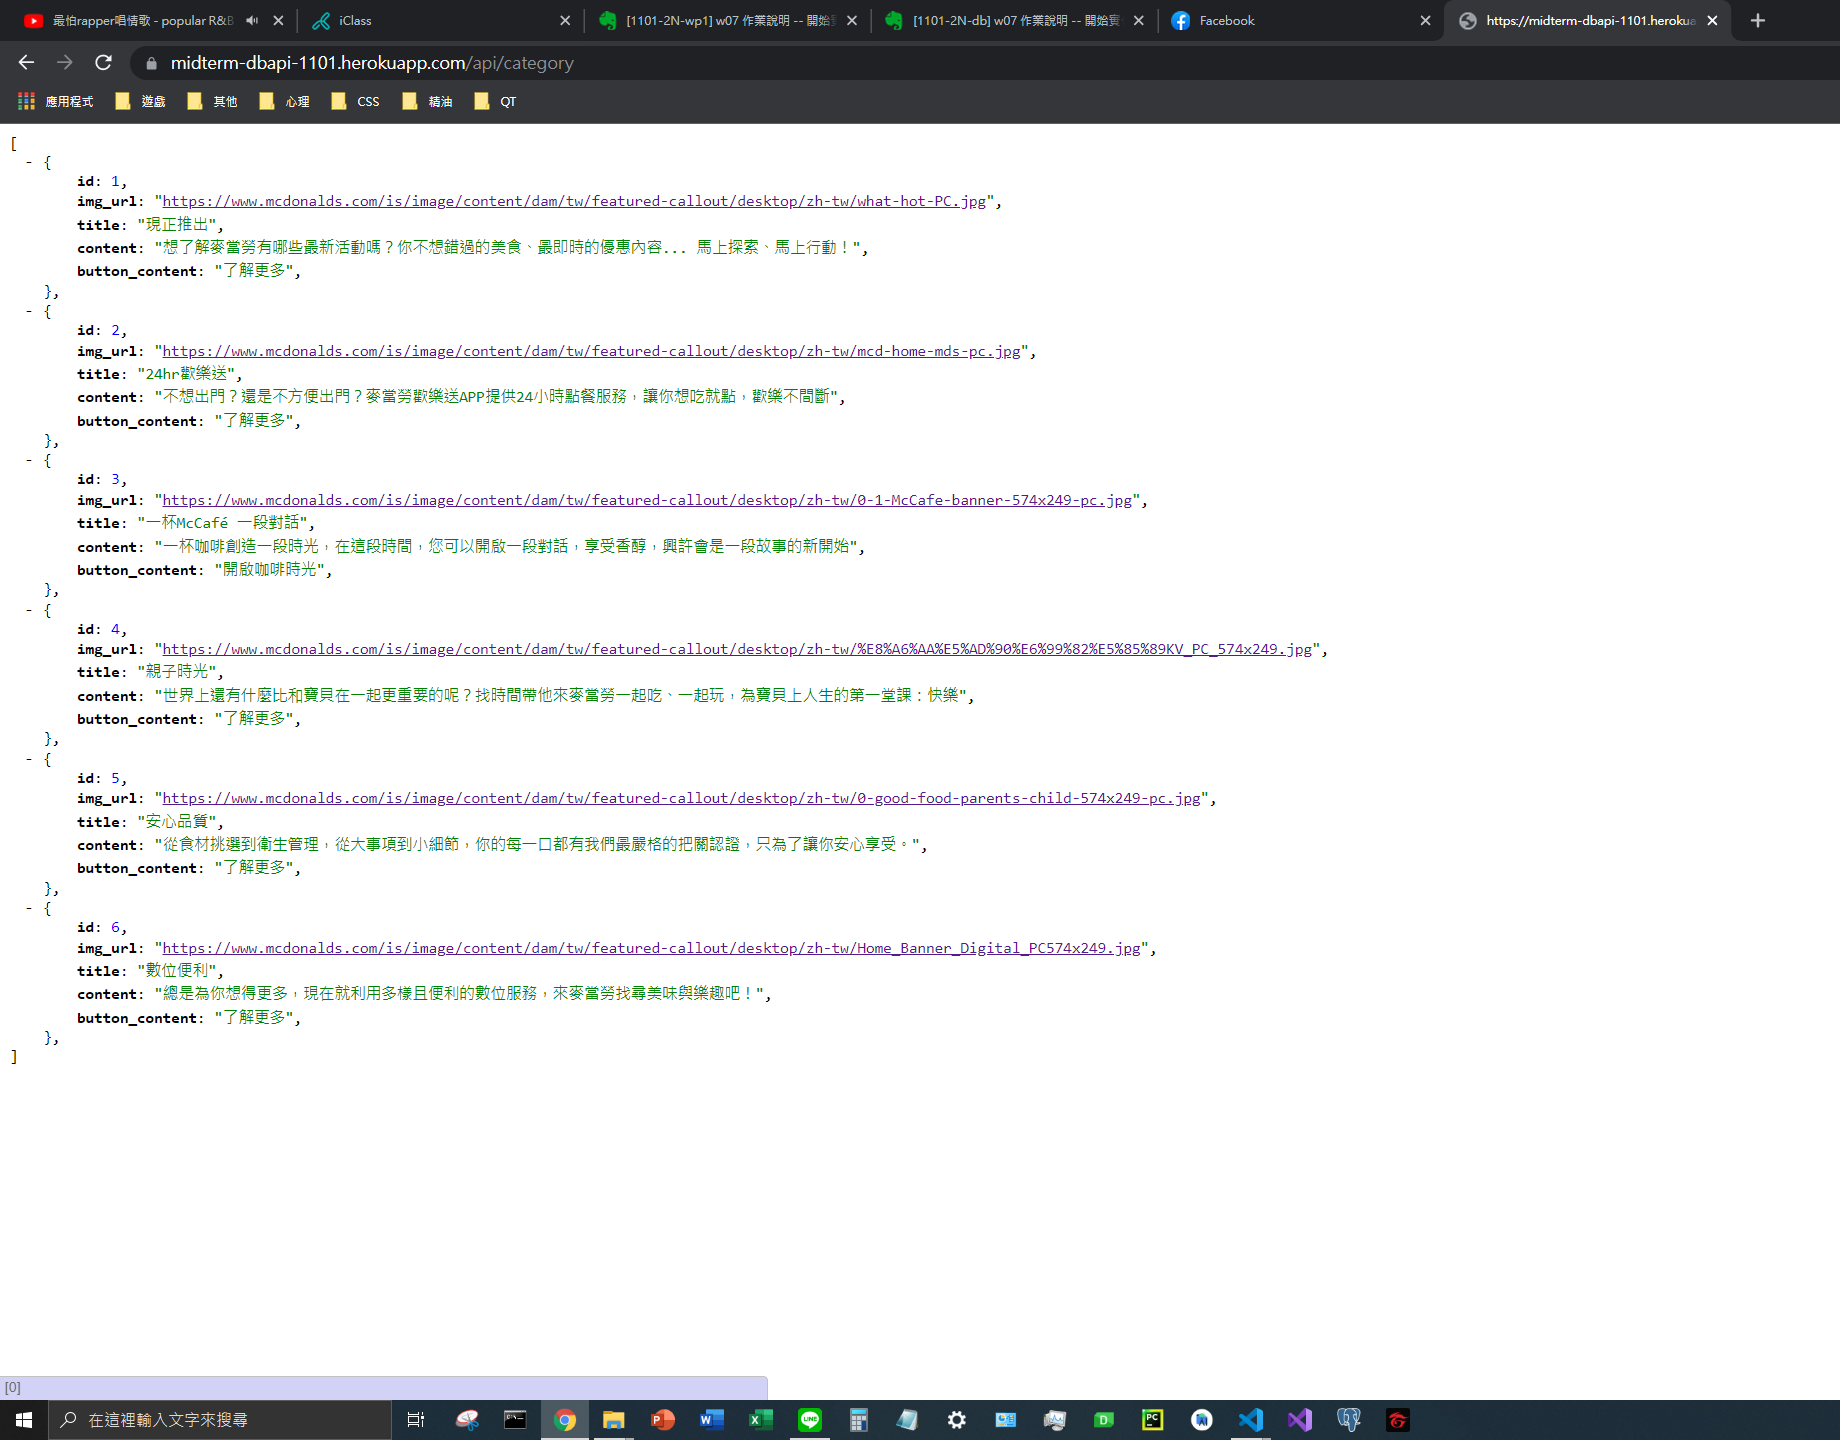 最怕rapper唱情歌 - popular R&B
iClass
[1101-2N-wp1] w07 作業說明 -- 開始
[1101-2N-db] w07 作業說明 -- 開始
Facebook
https://midterm-dbapi-1101.heroku
midterm-dbapi-1101.herokuapp.com/api/category
應用程式
遊戲
其他
心理
CSS
精油
QT
[
- {
id: 1,
img_url: "https://www.mcdonalds.com/is/image/content/dam/tw/featured-callout/desktop/zh-tw/what-hot-PC.jpg",
title: "現正推出",
content: "想了解麥當勞有哪些最新活動嗎？你不想錯過的美食、最即時的優惠內容... 馬上探索、馬上行動！",
button_content: "了解更多",
},
- {
id: 2,
img_url: "https://www.mcdonalds.com/is/image/content/dam/tw/featured-callout/desktop/zh-tw/mcd-home-mds-pc.jpg",
title: "24hr歡樂送",
content: "不想出門？還是不方便出門？麥當勞歡樂送APP提供24小時點餐服務，讓你想吃就點，歡樂不間斷",
button_content: "了解更多",
},
- {
id: 3,
img_url: "https://www.mcdonalds.com/is/image/content/dam/tw/featured-callout/desktop/zh-tw/0-1-McCafe-banner-574x249-pc.jpg",
title: "一杯McCafé 一段對話",
content: "一杯咖啡創造一段時光，在這段時間，您可以開啟一段對話，享受香醇，興許會是一段故事的新開始",
button_content: "開啟咖啡時光",
},
- {
id: 4,
img_url: "https://www.mcdonalds.com/is/image/content/dam/tw/featured-callout/desktop/zh-tw/%E8%A6%AA%E5%AD%90%E6%99%82%E5%85%89KV_PC_574x249.jpg",
title: "親子時光",
content: "世界上還有什麼比和寶貝在一起更重要的呢？找時間帶他來麥當勞一起吃、一起玩，為寶貝上人生的第一堂課：快樂",
button_content: "了解更多",
},
- {
id: 5,
img_url: "https://www.mcdonalds.com/is/image/content/dam/tw/featured-callout/desktop/zh-tw/0-good-food-parents-child-574x249-pc.jpg",
title: "安心品質",
content: "從食材挑選到衛生管理，從大事項到小細節，你的每一口都有我們最嚴格的把關認證，只為了讓你安心享受。",
button_content: "了解更多",
},
- {
id: 6,
img_url: "https://www.mcdonalds.com/is/image/content/dam/tw/featured-callout/desktop/zh-tw/Home_Banner_Digital_PC574x249.jpg",
title: "數位便利",
content: "總是為你想得更多，現在就利用多樣且便利的數位服務，來麥當勞找尋美味與樂趣吧！",
button_content: "了解更多",
},
]
[0]
在這裡輸入文字來搜尋